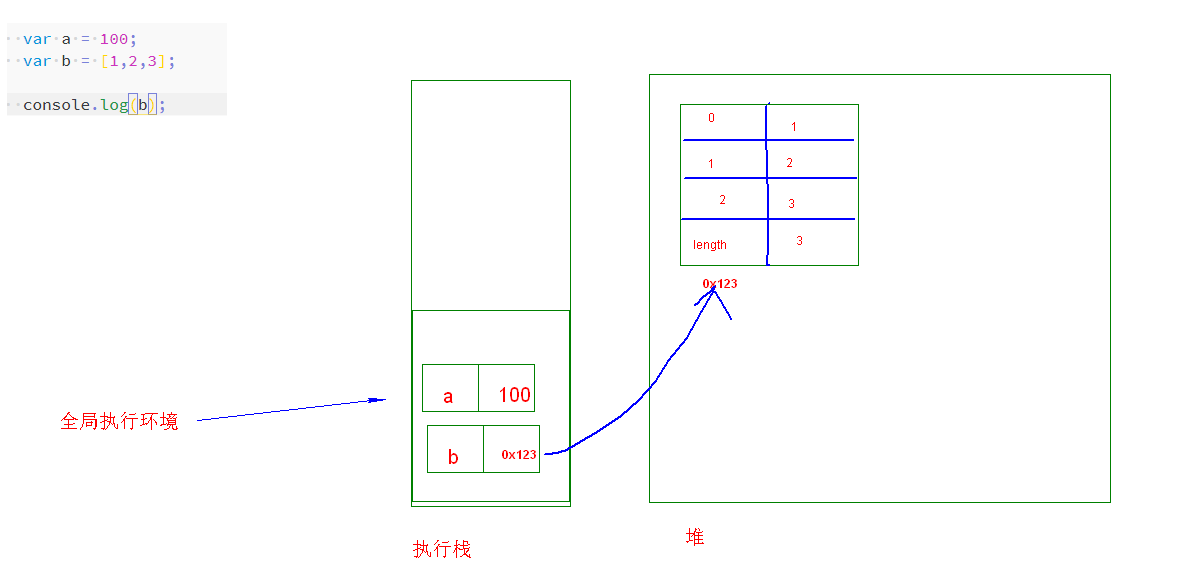 var a = 100;
var b = [1,2,3];
console.log(b);
0 1
1 2
2 3
length 3
0x123
a 100
b 0x123
全局执行环境
执行栈
堆